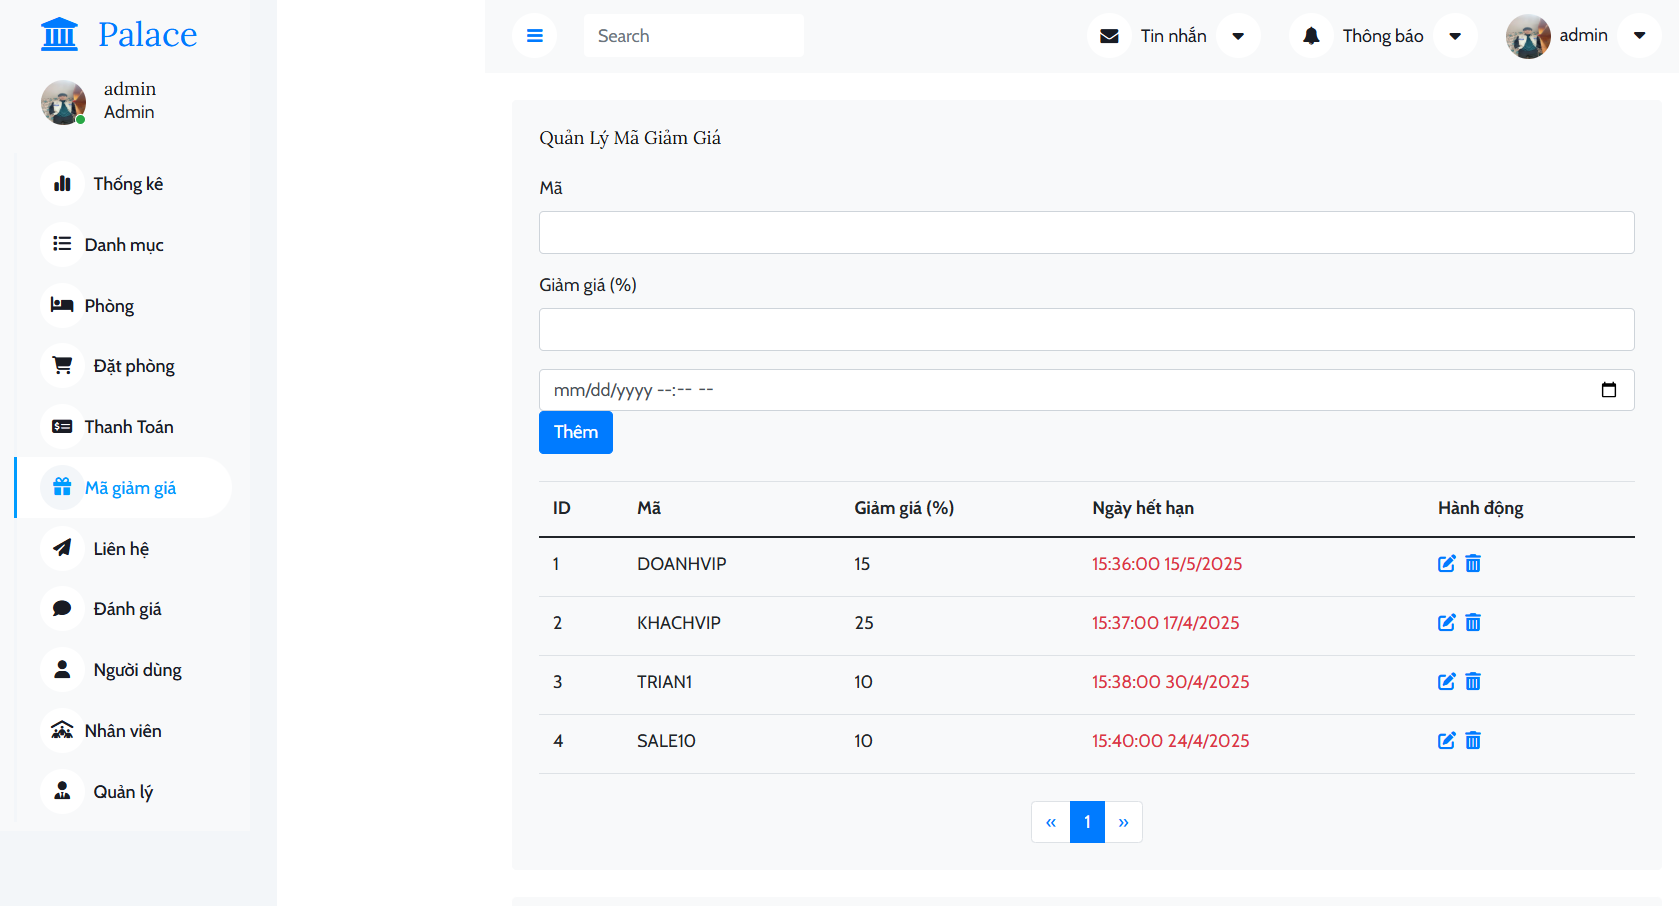 Palace
admin
Admin
Thống kê
Danh mục
Phòng
Đặt phòng
Thanh Toán
Mã giảm giá
Liên hệ
Đánh giá
Người dùng
Nhân viên
Quản lý
Search
Tin nhắn
Thông báo
admin
Quản Lý Mã Giảm Giá
Mã
Giảm giá (%)
mm/dd/yyyy --:-- --
Thêm
ID Mã Giảm giá (%) Ngày hết hạn Hành động
1 DOANHVIP 15 15:36:00 15/5/2025
2 KHACHVIP 25 15:37:00 17/4/2025
3 TRIAN1 10 15:38:00 30/4/2025
4 SALE10 10 15:40:00 24/4/2025
« 1 »